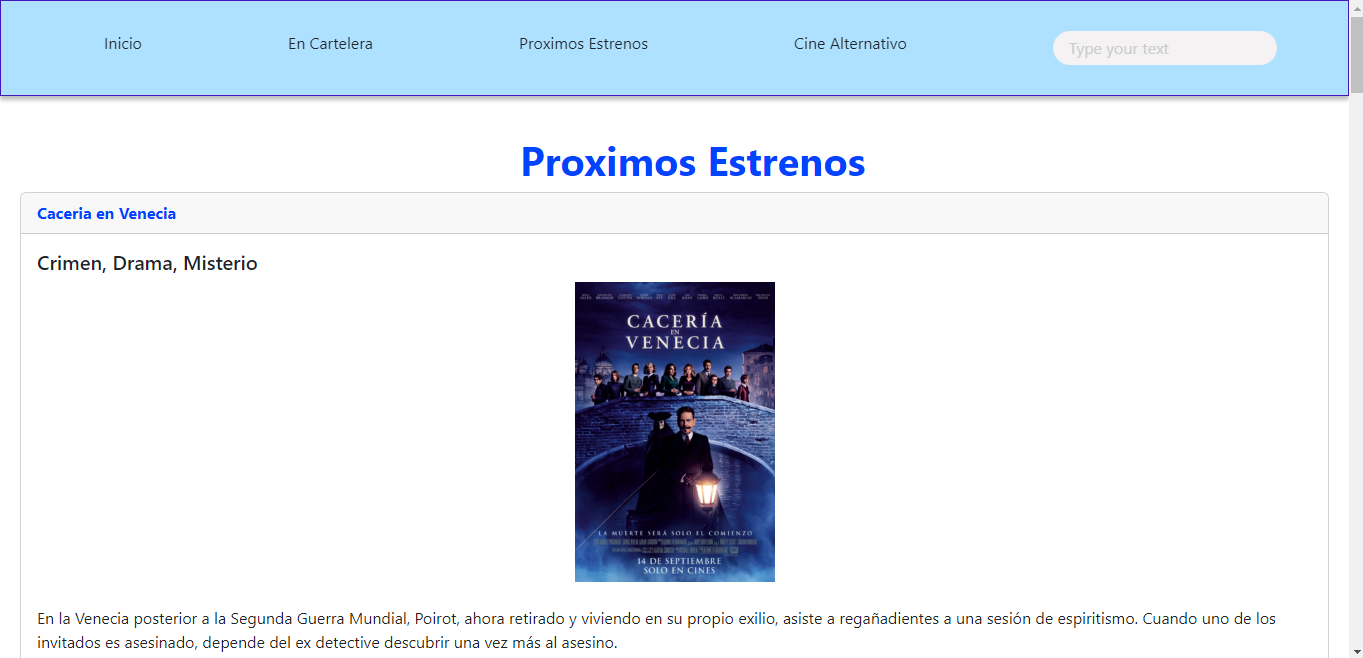 Inicio
En Cartelera
Proximos Estrenos
Cine Alternativo
Type your text
Proximos Estrenos
Caceria en Venecia
Crimen, Drama, Misterio
CACERÍA
EN
VENECIA
LA MUERTE SERÁ SOLO EL COMIENZO
14 DE SEPTIEMBRE
SOLO EN CINES
En la Venecia posterior a la Segunda Guerra Mundial, Poirot, ahora retirado y viviendo en su propio exilio, asiste a regañadientes a una sesión de espiritismo. Cuando uno de los
invitados es asesinado, depende del ex detective descubrir una vez más al asesino.